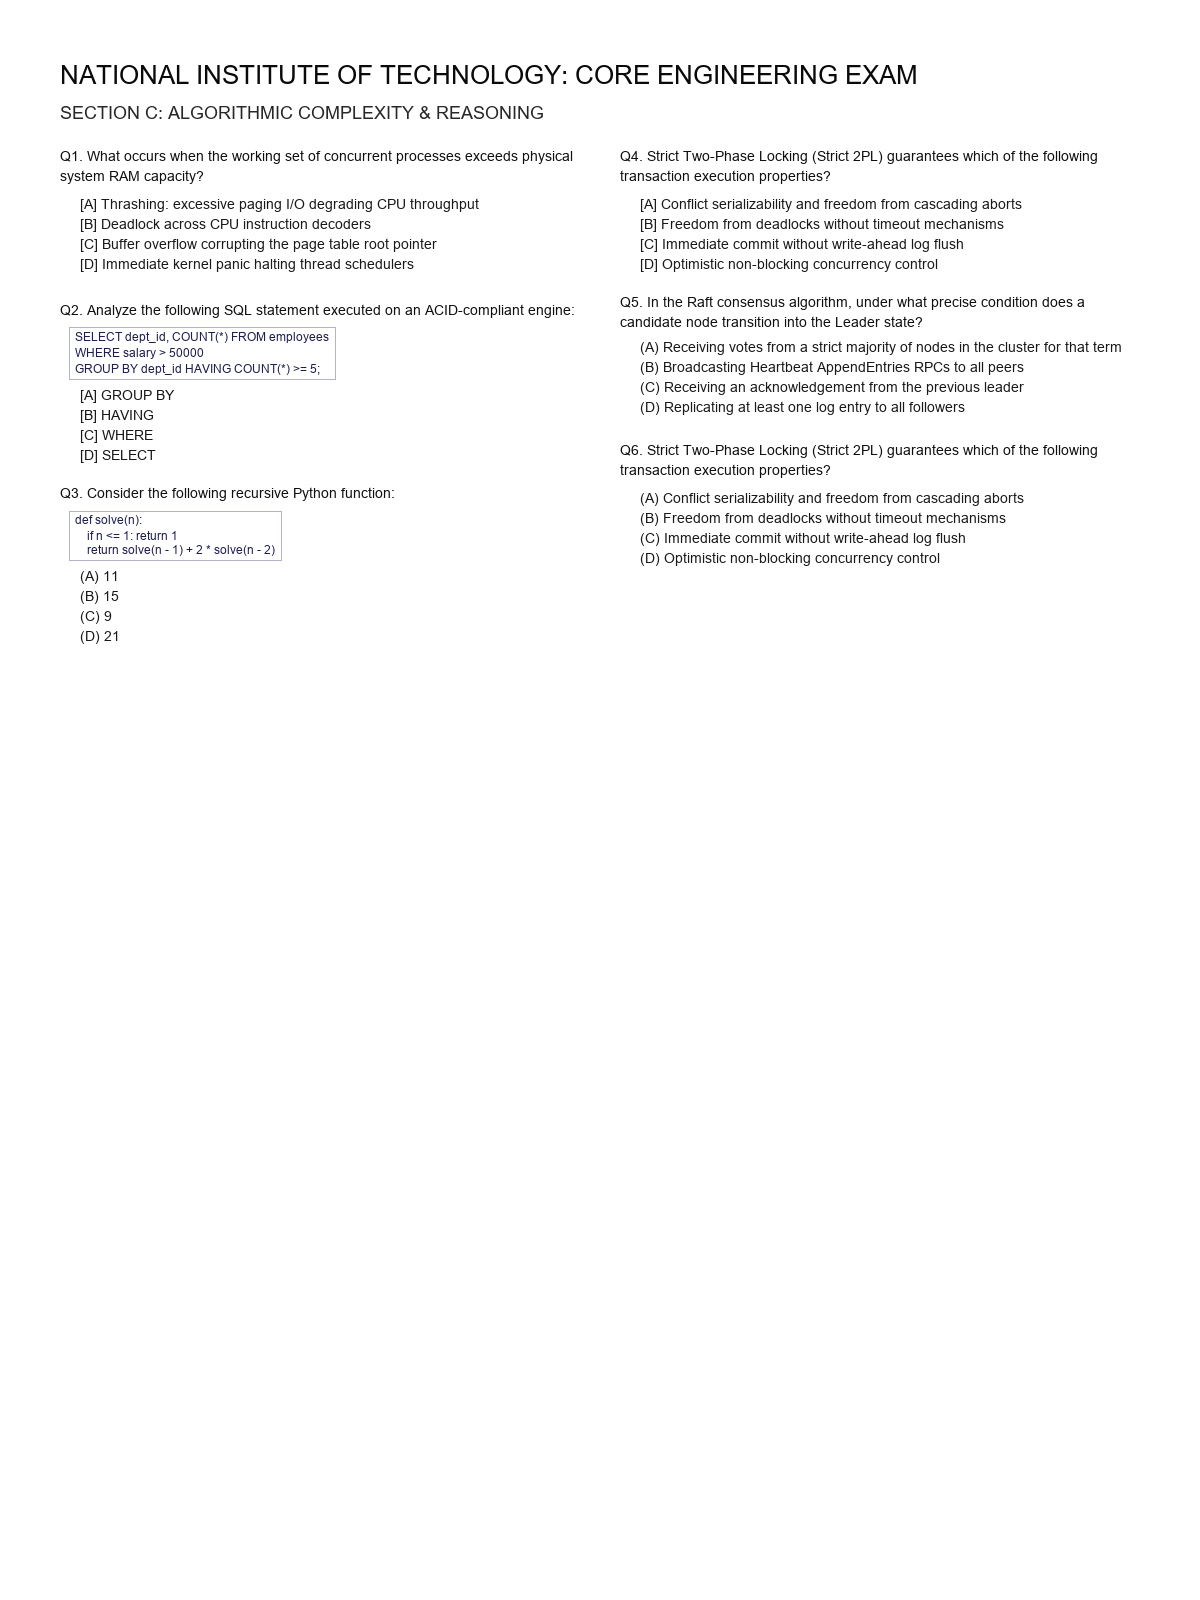 NATIONAL INSTITUTE OF TECHNOLOGY: CORE ENGINEERING EXAM
SECTION C: ALGORITHMIC COMPLEXITY & REASONING
Q1. What occurs when the working set of concurrent processes exceeds physical
system RAM capacity?
[A] Thrashing: excessive paging I/O degrading CPU throughput
[B] Deadlock across CPU instruction decoders
[C] Buffer overflow corrupting the page table root pointer
[D] Immediate kernel panic halting thread schedulers
Q2. Analyze the following SQL statement executed on an ACID-compliant engine:
SELECT dept_id, COUNT(*) FROM employees
WHERE salary > 50000
GROUP BY dept_id HAVING COUNT(*) >= 5;
[A] GROUP BY
[B] HAVING
[C] WHERE
[D] SELECT
Q3. Consider the following recursive Python function:
def solve(n):
    if n <= 1: return 1
    return solve(n - 1) + 2 * solve(n - 2)
(A) 11
(B) 15
(C) 9
(D) 21
Q4. Strict Two-Phase Locking (Strict 2PL) guarantees which of the following
transaction execution properties?
[A] Conflict serializability and freedom from cascading aborts
[B] Freedom from deadlocks without timeout mechanisms
[C] Immediate commit without write-ahead log flush
[D] Optimistic non-blocking concurrency control
Q5. In the Raft consensus algorithm, under what precise condition does a
candidate node transition into the Leader state?
(A) Receiving votes from a strict majority of nodes in the cluster for that term
(B) Broadcasting Heartbeat AppendEntries RPCs to all peers
(C) Receiving an acknowledgement from the previous leader
(D) Replicating at least one log entry to all followers
Q6. Strict Two-Phase Locking (Strict 2PL) guarantees which of the following
transaction execution properties?
(A) Conflict serializability and freedom from cascading aborts
(B) Freedom from deadlocks without timeout mechanisms
(C) Immediate commit without write-ahead log flush
(D) Optimistic non-blocking concurrency control